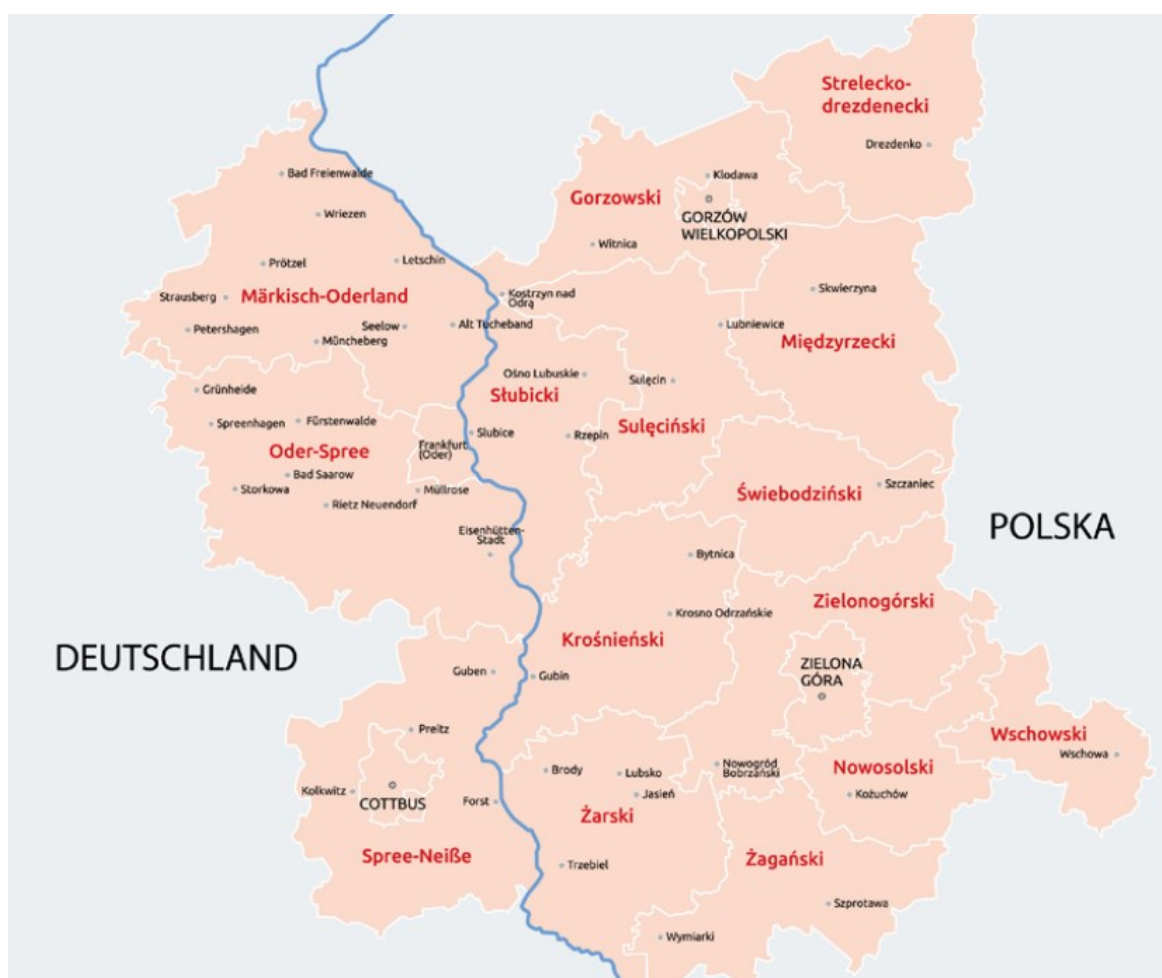 Strelecko-
drezdenecki
Drezdenko
Bad Freienwalde
Klodawa
Gorzowski
GORZÓW
WIELKOPOLSKI
Wriezen
Witnica
Prötzel
Letschin
Skwierzyna
Strausberg
Märkisch-Oderland
Kostrzyn nad
Odrą
Petershagen
Seelow
Alt Tucheband
Lubniewice
Müncheberg
Międzyrzecki
Ośno Lubuskie
Sulęcin
Grünheide
Słubicki
Spreenhagen
Fürstenwalde
Sulęciński
Frankfurt
(Oder)
Slubice
Rzepin
Oder-Spree
Bad Saarow
Storkowa
Müllrose
Rietz Neuendorf
Świebodziński
Szczaniec
Eisenhütten-
Stadt
POLSKA
Bytnica
Zielonogórski
Krosno Odrzańskie
Krośnieński
DEUTSCHLAND
Guben
Gubin
ZIELONA
GÓRA
Preitz
Wschowski
Wschowa
Brody
Lubsko
Nowogród
Bobrzański
Nowosolski
Kolkwitz
COTTBUS
Forst
Jasień
Kożuchów
Żarski
Spree-Neiße
Trzebiel
Żagański
Szprotawa
Wymiarki